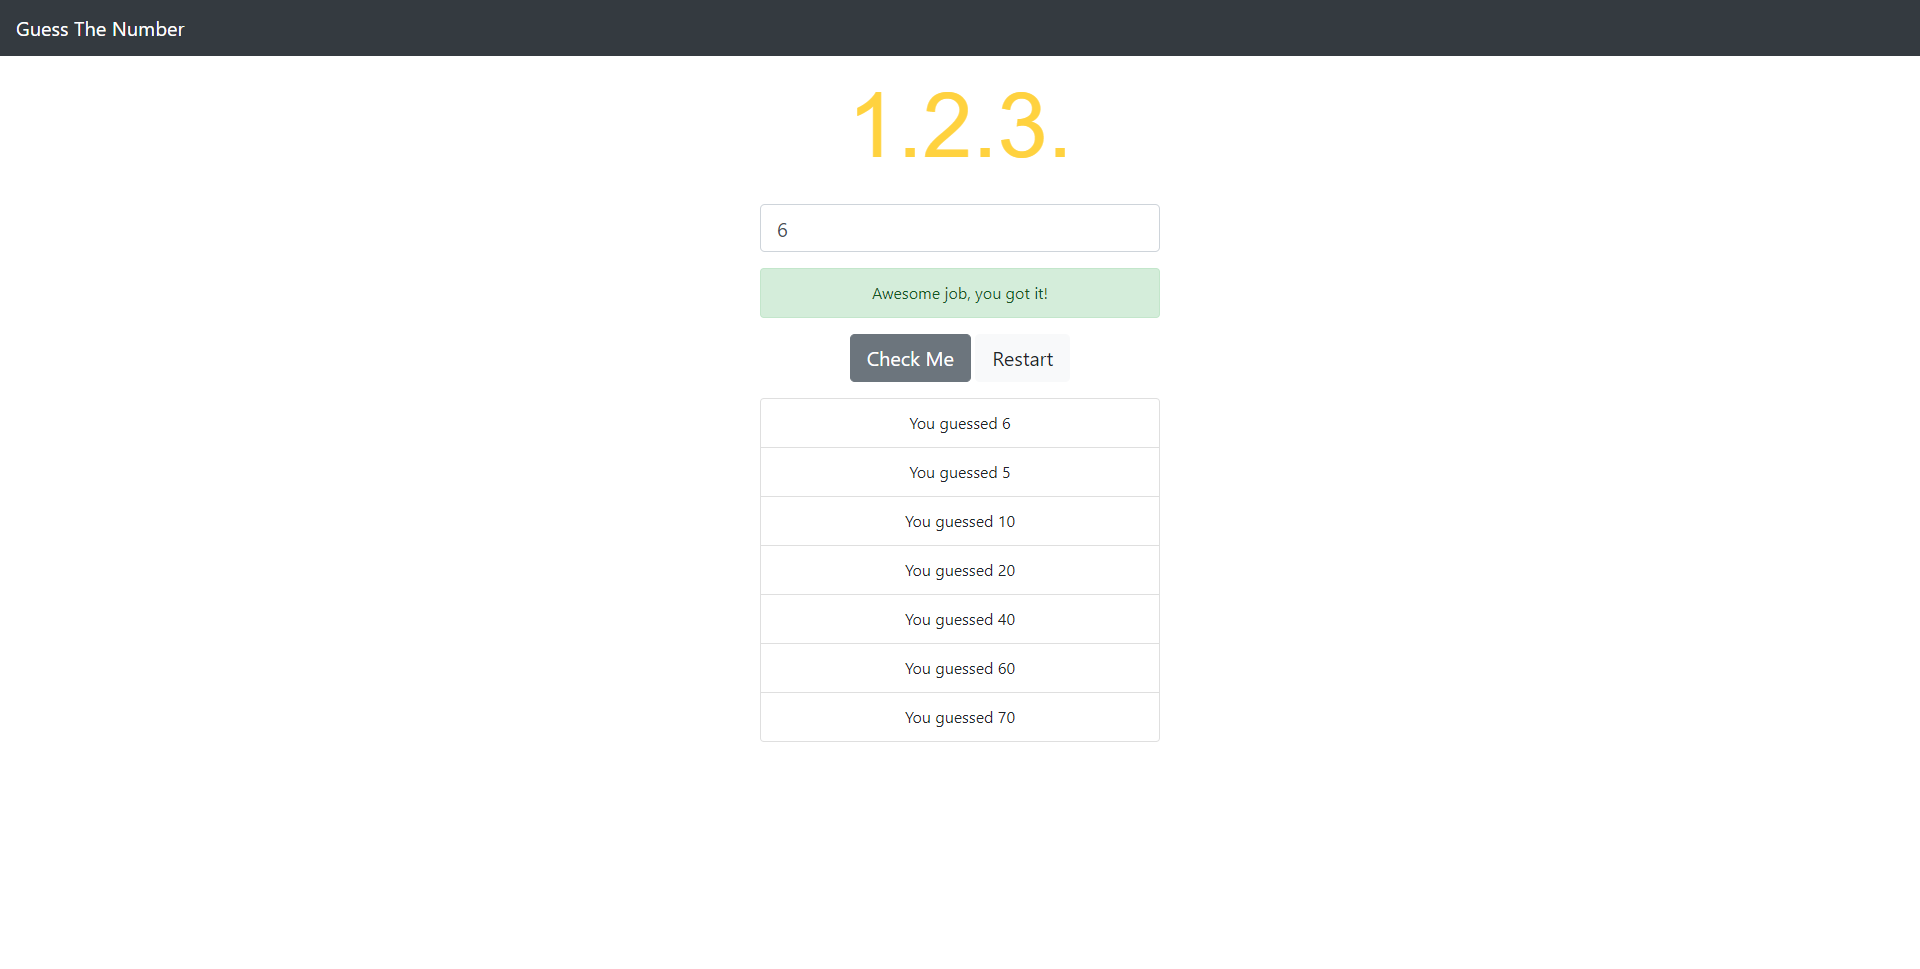 Guess The Number
1.2.3.
6
Awesome job, you got it!
Check Me Restart
You guessed 6
You guessed 5
You guessed 10
You guessed 20
You guessed 40
You guessed 60
You guessed 70